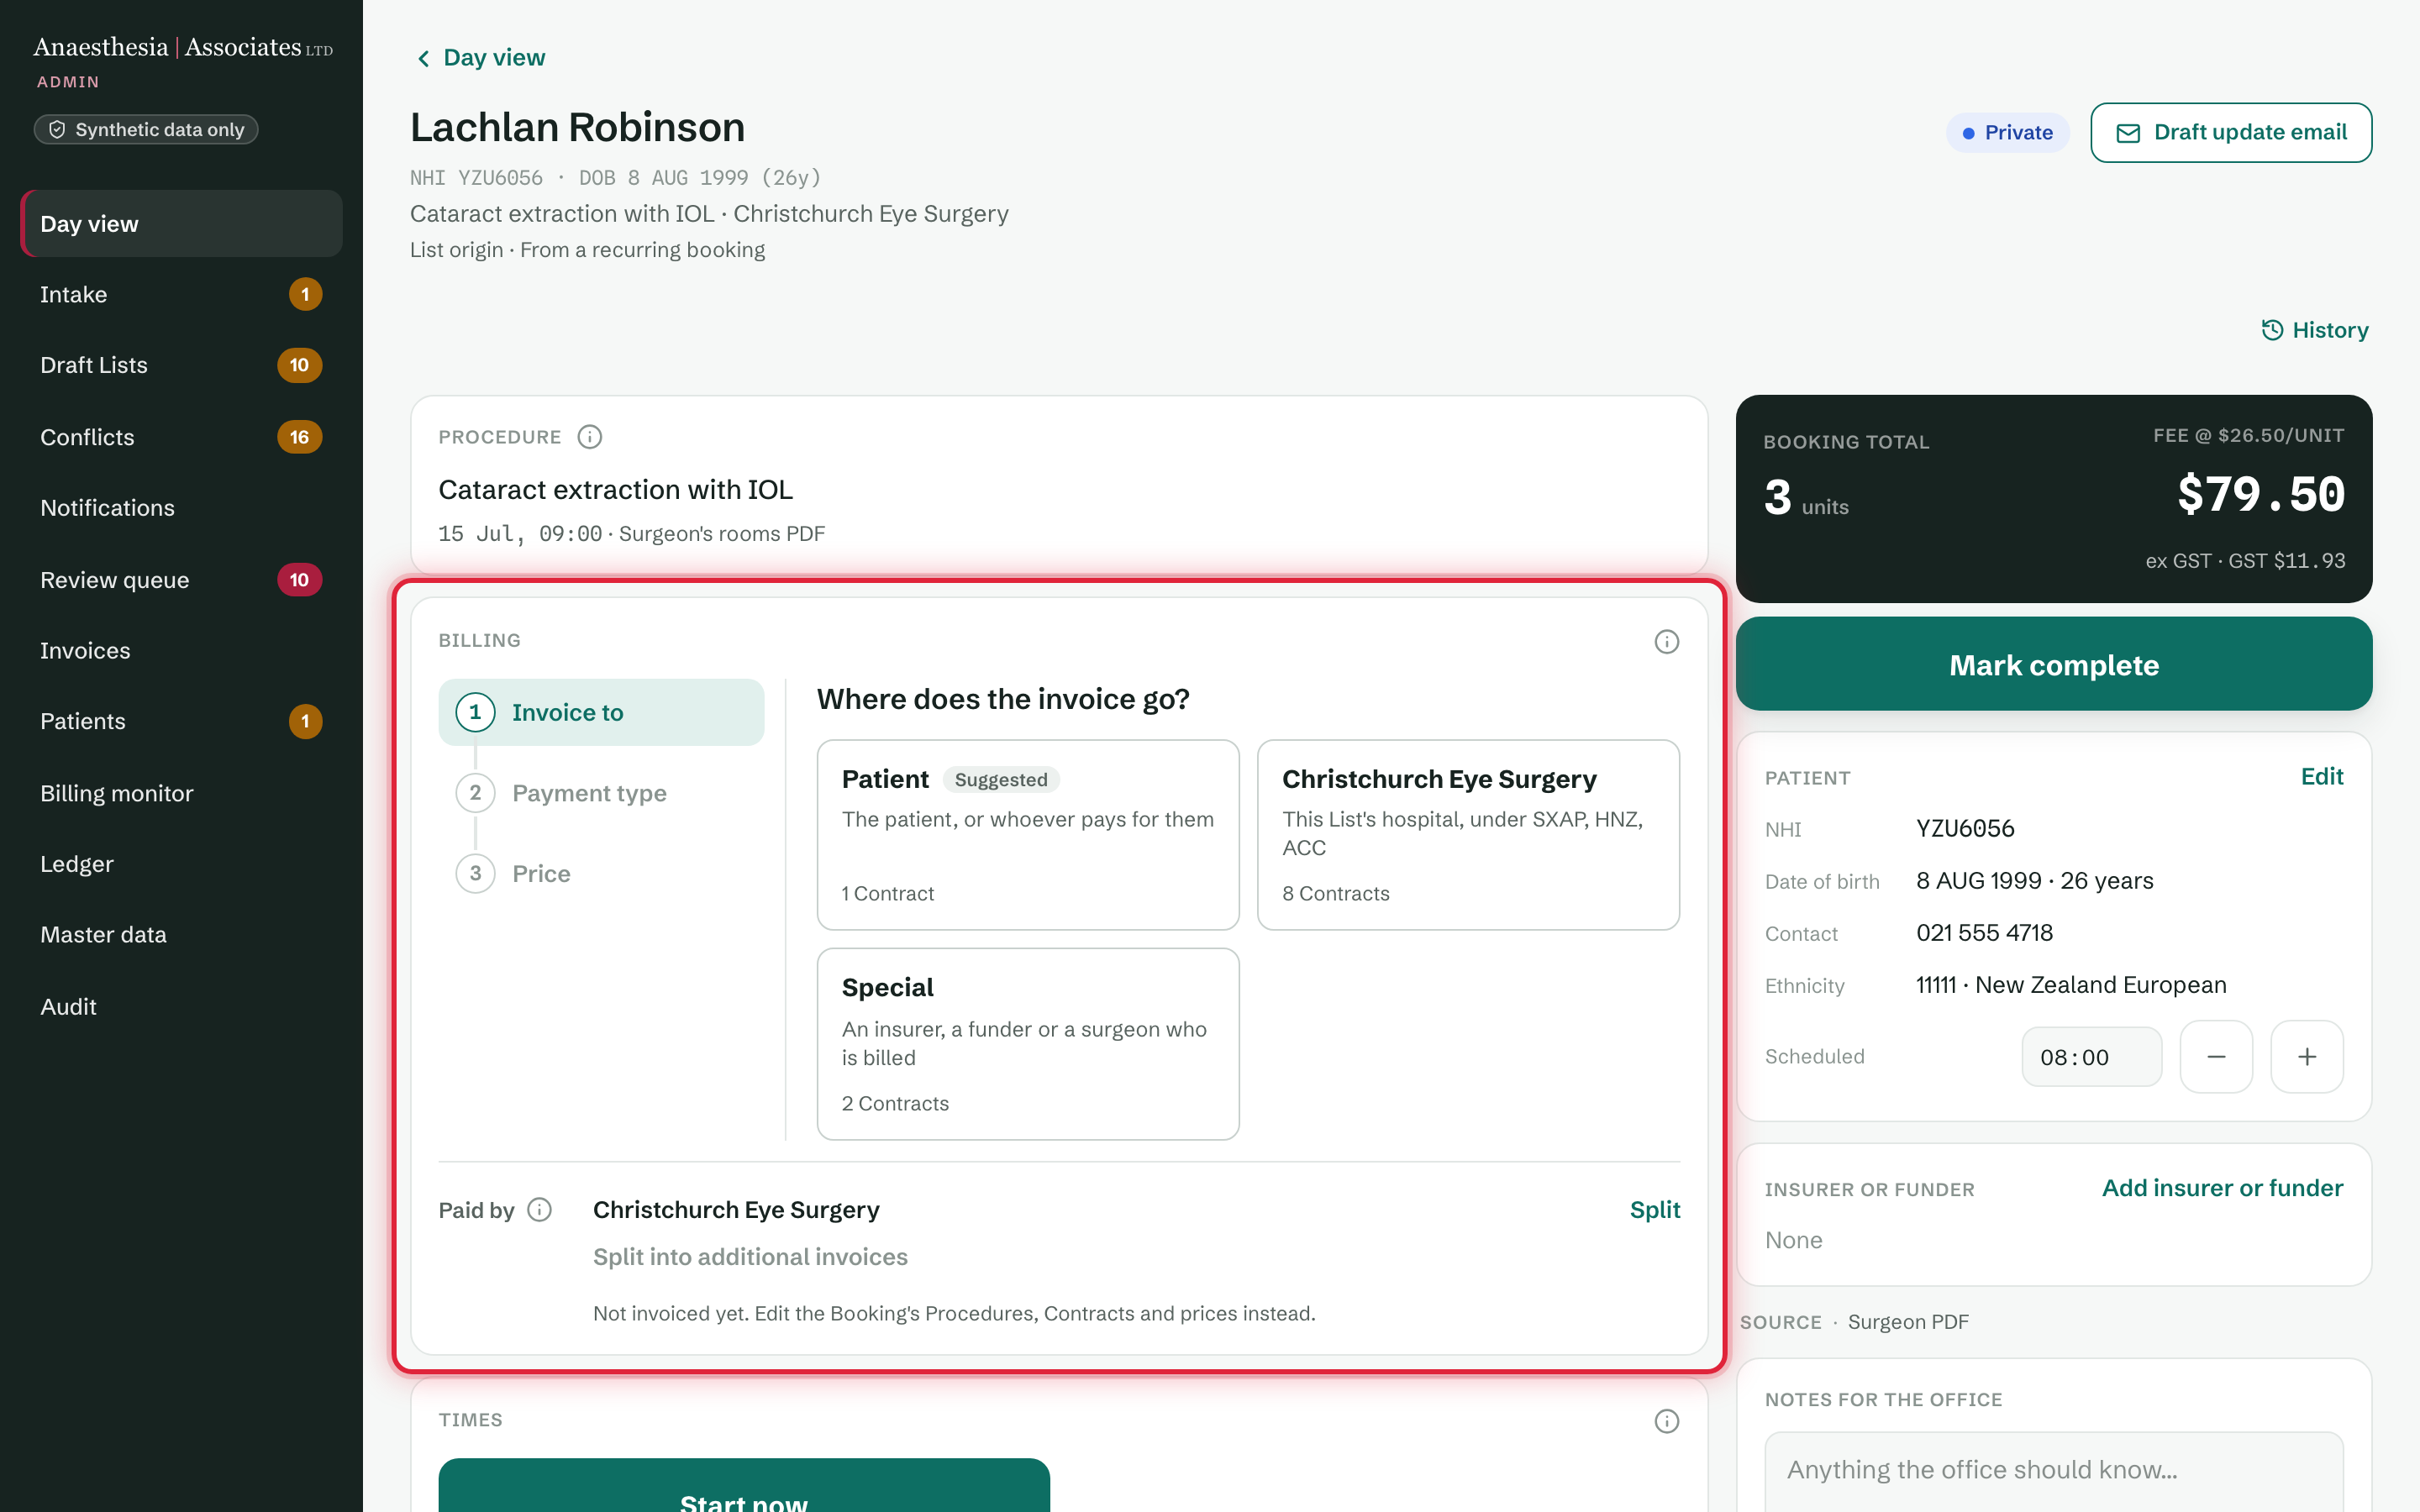 Anaesthesia | Associates LTD
ADMIN
Synthetic data only
Day view
Intake 1
Draft Lists 10
Conflicts 16
Notifications
Review queue 10
Invoices
Patients 1
Billing monitor
Ledger
Master data
Audit
Day view
Lachlan Robinson
NHI YZU6056 · DOB 8 AUG 1999 (26y)
Cataract extraction with IOL · Christchurch Eye Surgery
List origin · From a recurring booking
Private
Draft update email
History
PROCEDURE
Cataract extraction with IOL
15 Jul, 09:00 · Surgeon's rooms PDF
BILLING
1 Invoice to
2 Payment type
3 Price
Where does the invoice go?
Patient Suggested
The patient, or whoever pays for them
1 Contract
Christchurch Eye Surgery
This List's hospital, under SXAP, HNZ,
ACC
8 Contracts
Special
An insurer, a funder or a surgeon who
is billed
2 Contracts
Paid by Christchurch Eye Surgery Split
Split into additional invoices
Not invoiced yet. Edit the Booking's Procedures, Contracts and prices instead.
TIMES
Start now
BOOKING TOTAL
3 units
FEE @ $26.50/UNIT
$79.50
ex GST · GST $11.93
Mark complete
PATIENT Edit
NHI YZU6056
Date of birth 8 AUG 1999 · 26 years
Contact 021 555 4718
Ethnicity 11111 · New Zealand European
Scheduled 08:00 − +
INSURER OR FUNDER Add insurer or funder
None
SOURCE · Surgeon PDF
NOTES FOR THE OFFICE
Anything the office should know...